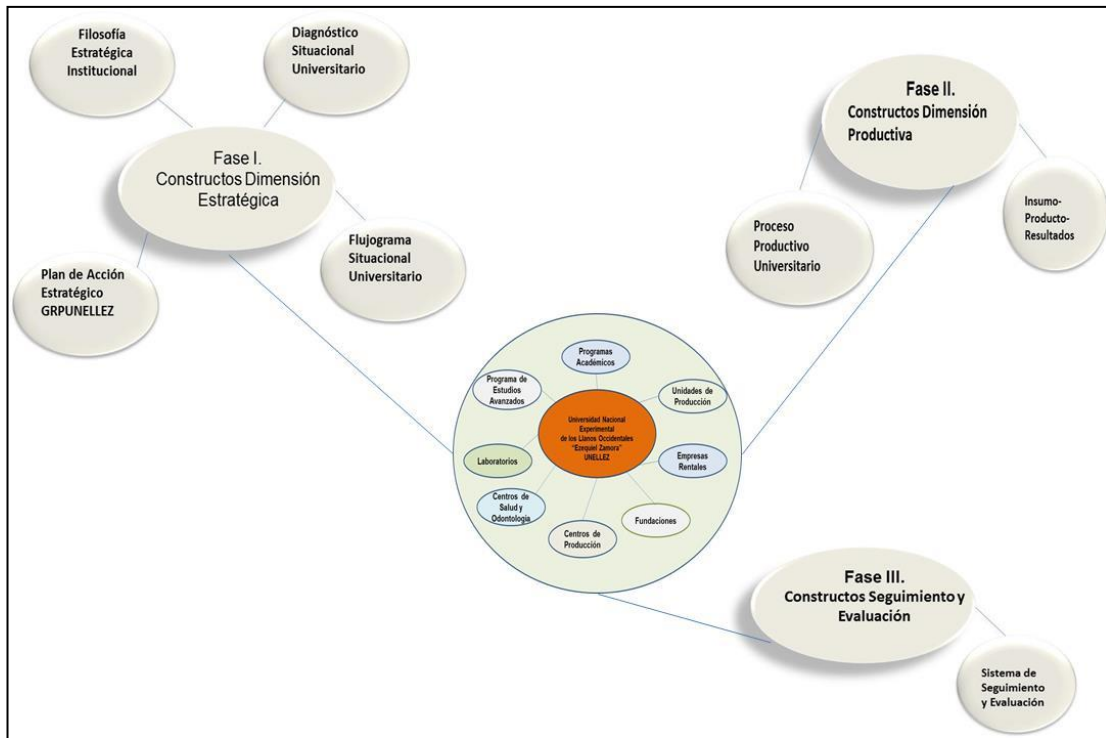 Filosofía
Estratégica
Institucional
Diagnóstico
Situacional
Universitario
Fase I.
Constructos Dimensión
Estratégica
Plan de Acción
Estratégico
GRPUNELLEZ
Flujograma
Situacional
Universitario
Fase II.
Constructos Dimensión
Productiva
Proceso
Productivo
Universitario
Insumo-
Producto-
Resultados
Programas
Académicos
Programa de
Estudios
Avanzados
Unidades de
Producción
Universidad Nacional
Experimental
de los Llanos Occidentales
"Ezequiel Zamora"
UNELLEZ
Laboratorios
Empresas
Rentales
Centros de
Salud y
Odontología
Fundaciones
Centros de
Producción
Fase III.
Constructos Seguimiento y
Evaluación
Sistema de
Seguimiento
y Evaluación